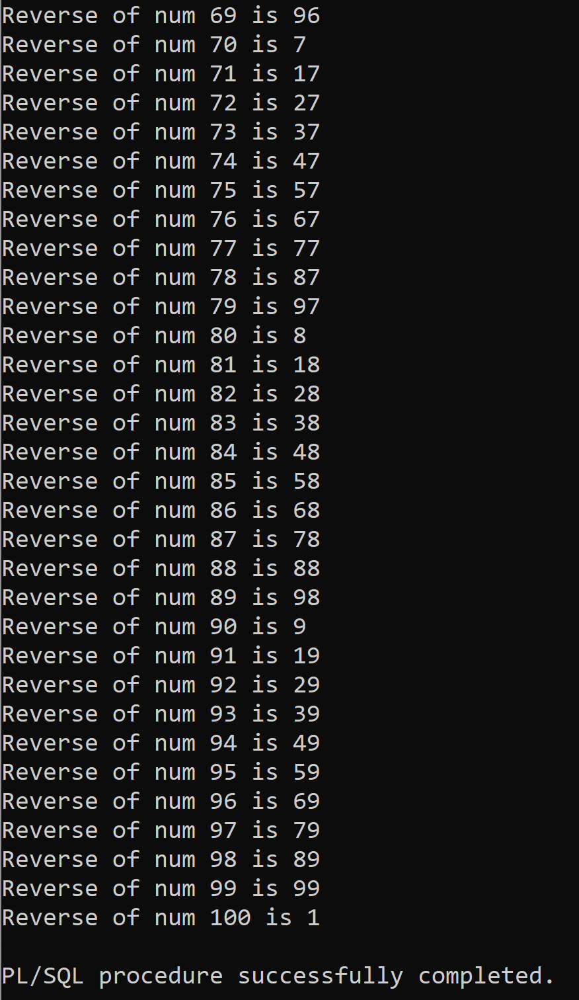 Reverse of num 69 is 96
Reverse of num 70 is 7
Reverse of num 71 is 17
Reverse of num 72 is 27
Reverse of num 73 is 37
Reverse of num 74 is 47
Reverse of num 75 is 57
Reverse of num 76 is 67
Reverse of num 77 is 77
Reverse of num 78 is 87
Reverse of num 79 is 97
Reverse of num 80 is 8
Reverse of num 81 is 18
Reverse of num 82 is 28
Reverse of num 83 is 38
Reverse of num 84 is 48
Reverse of num 85 is 58
Reverse of num 86 is 68
Reverse of num 87 is 78
Reverse of num 88 is 88
Reverse of num 89 is 98
Reverse of num 90 is 9
Reverse of num 91 is 19
Reverse of num 92 is 29
Reverse of num 93 is 39
Reverse of num 94 is 49
Reverse of num 95 is 59
Reverse of num 96 is 69
Reverse of num 97 is 79
Reverse of num 98 is 89
Reverse of num 99 is 99
Reverse of num 100 is 1
PL/SQL procedure successfully completed.